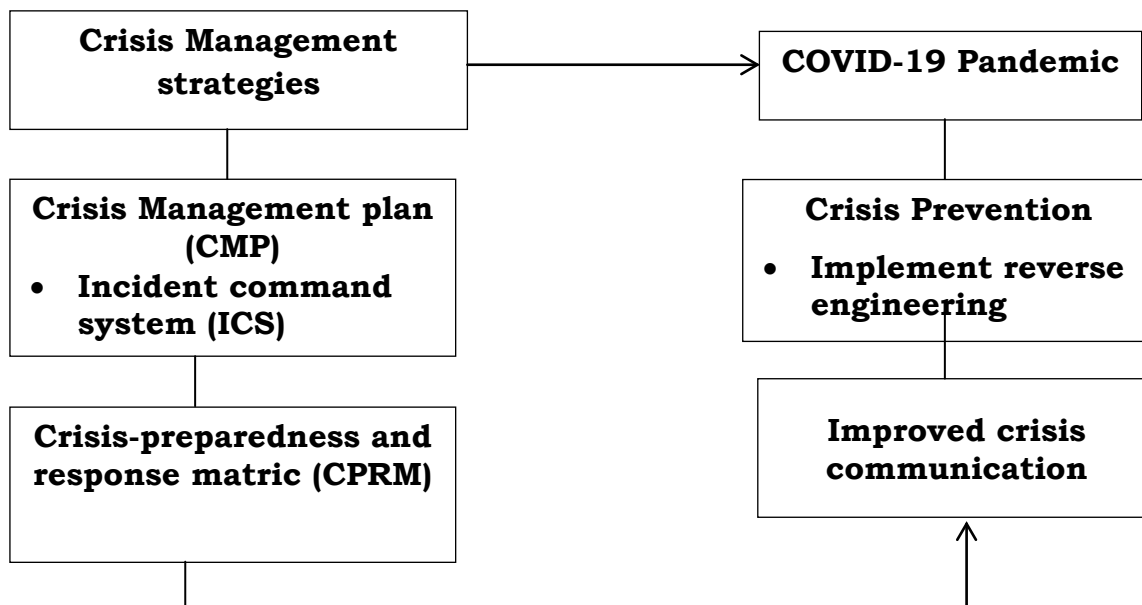 Crisis Management
strategies
COVID-19 Pandemic
Crisis Management plan
(CMP)
• Incident command
system (ICS)
Crisis Prevention
• Implement reverse
engineering
Crisis-preparedness and
response matric (CPRM)
Improved crisis
communication